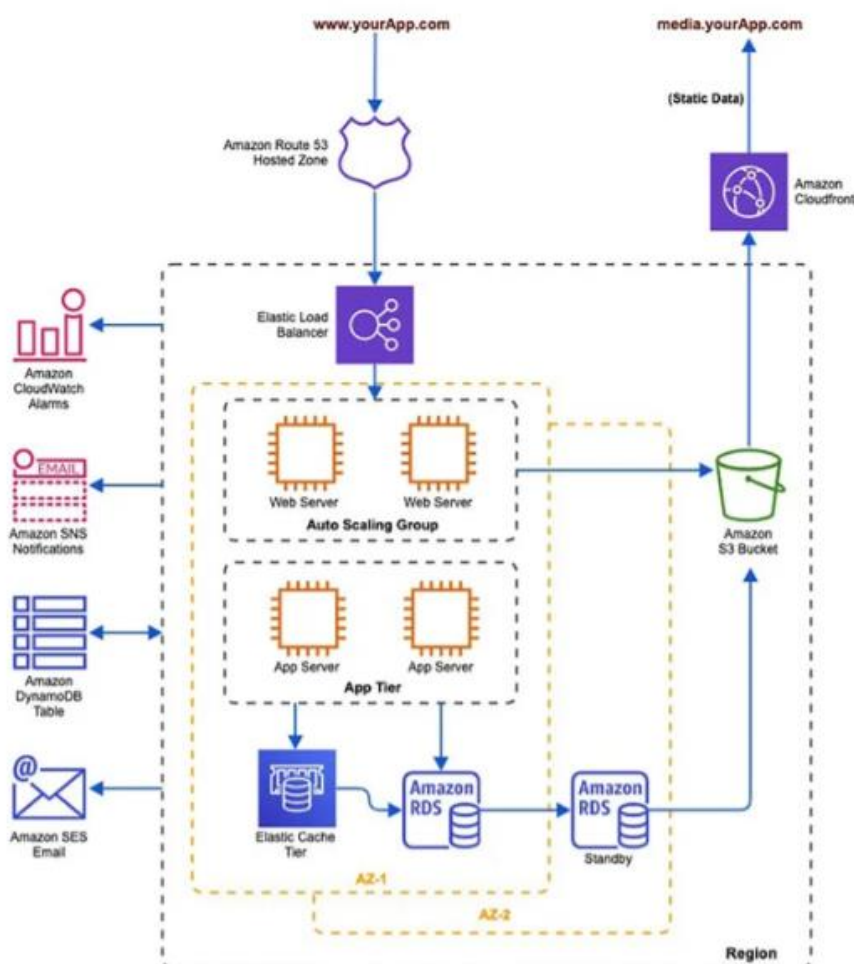 www.yourApp.com
media.yourApp.com
(Static Data)
Amazon Route 53
Hosted Zone
Amazon
Cloudfront
Elastic Load
Balancer
Amazon
CloudWatch
Alarms
Web Server
Web Server
Auto Scaling Group
EMAIL
Amazon SNS
Notifications
Amazon
S3 Bucket
App Server
App Server
App Tier
Amazon
DynamoDB
Table
@
Amazon SES
Email
Elastic Cache
Tier
Amazon
RDS
Amazon
RDS
Standby
AZ-1
AZ-2
Region